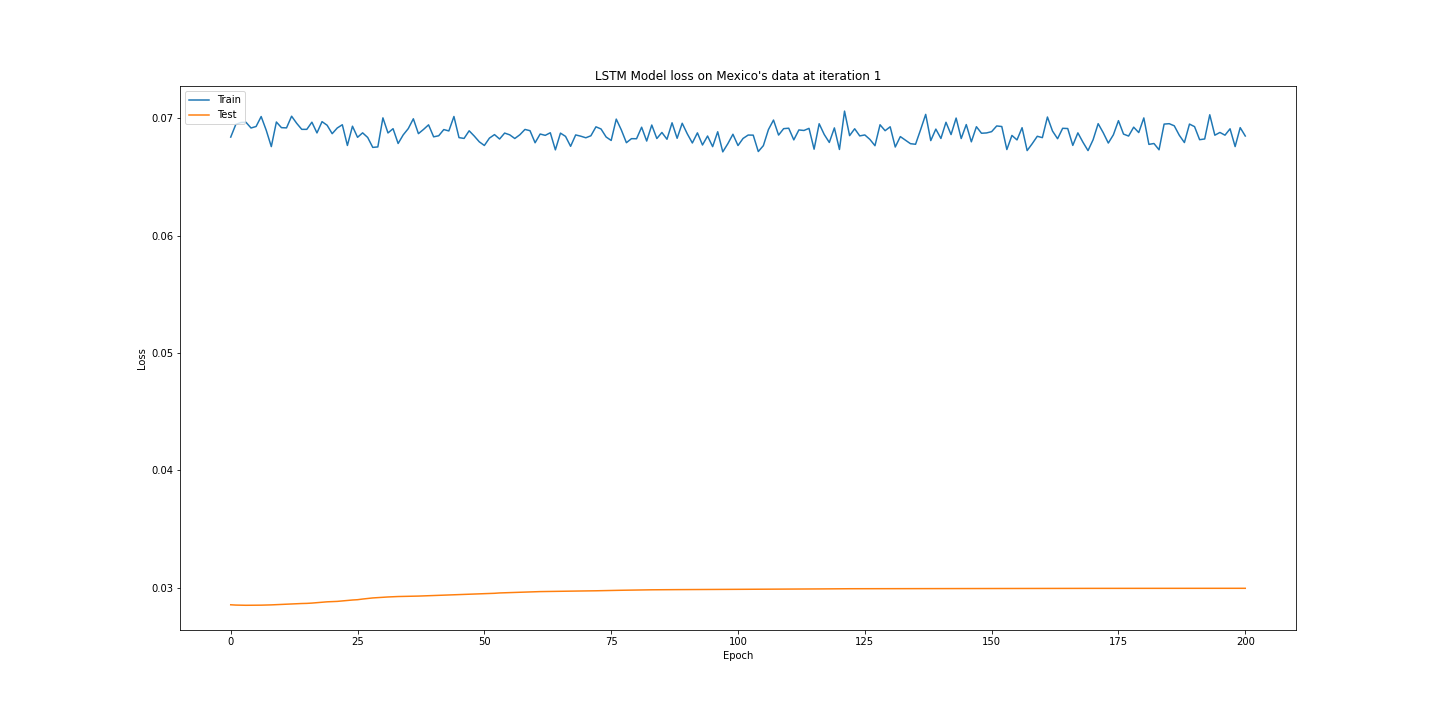 LSTM Model loss on Mexico's data at iteration 1
Train
Test
0.07
0.06
0.05
0.04
0.03
Loss
0 25 50 75 100 125 150 175 200
Epoch